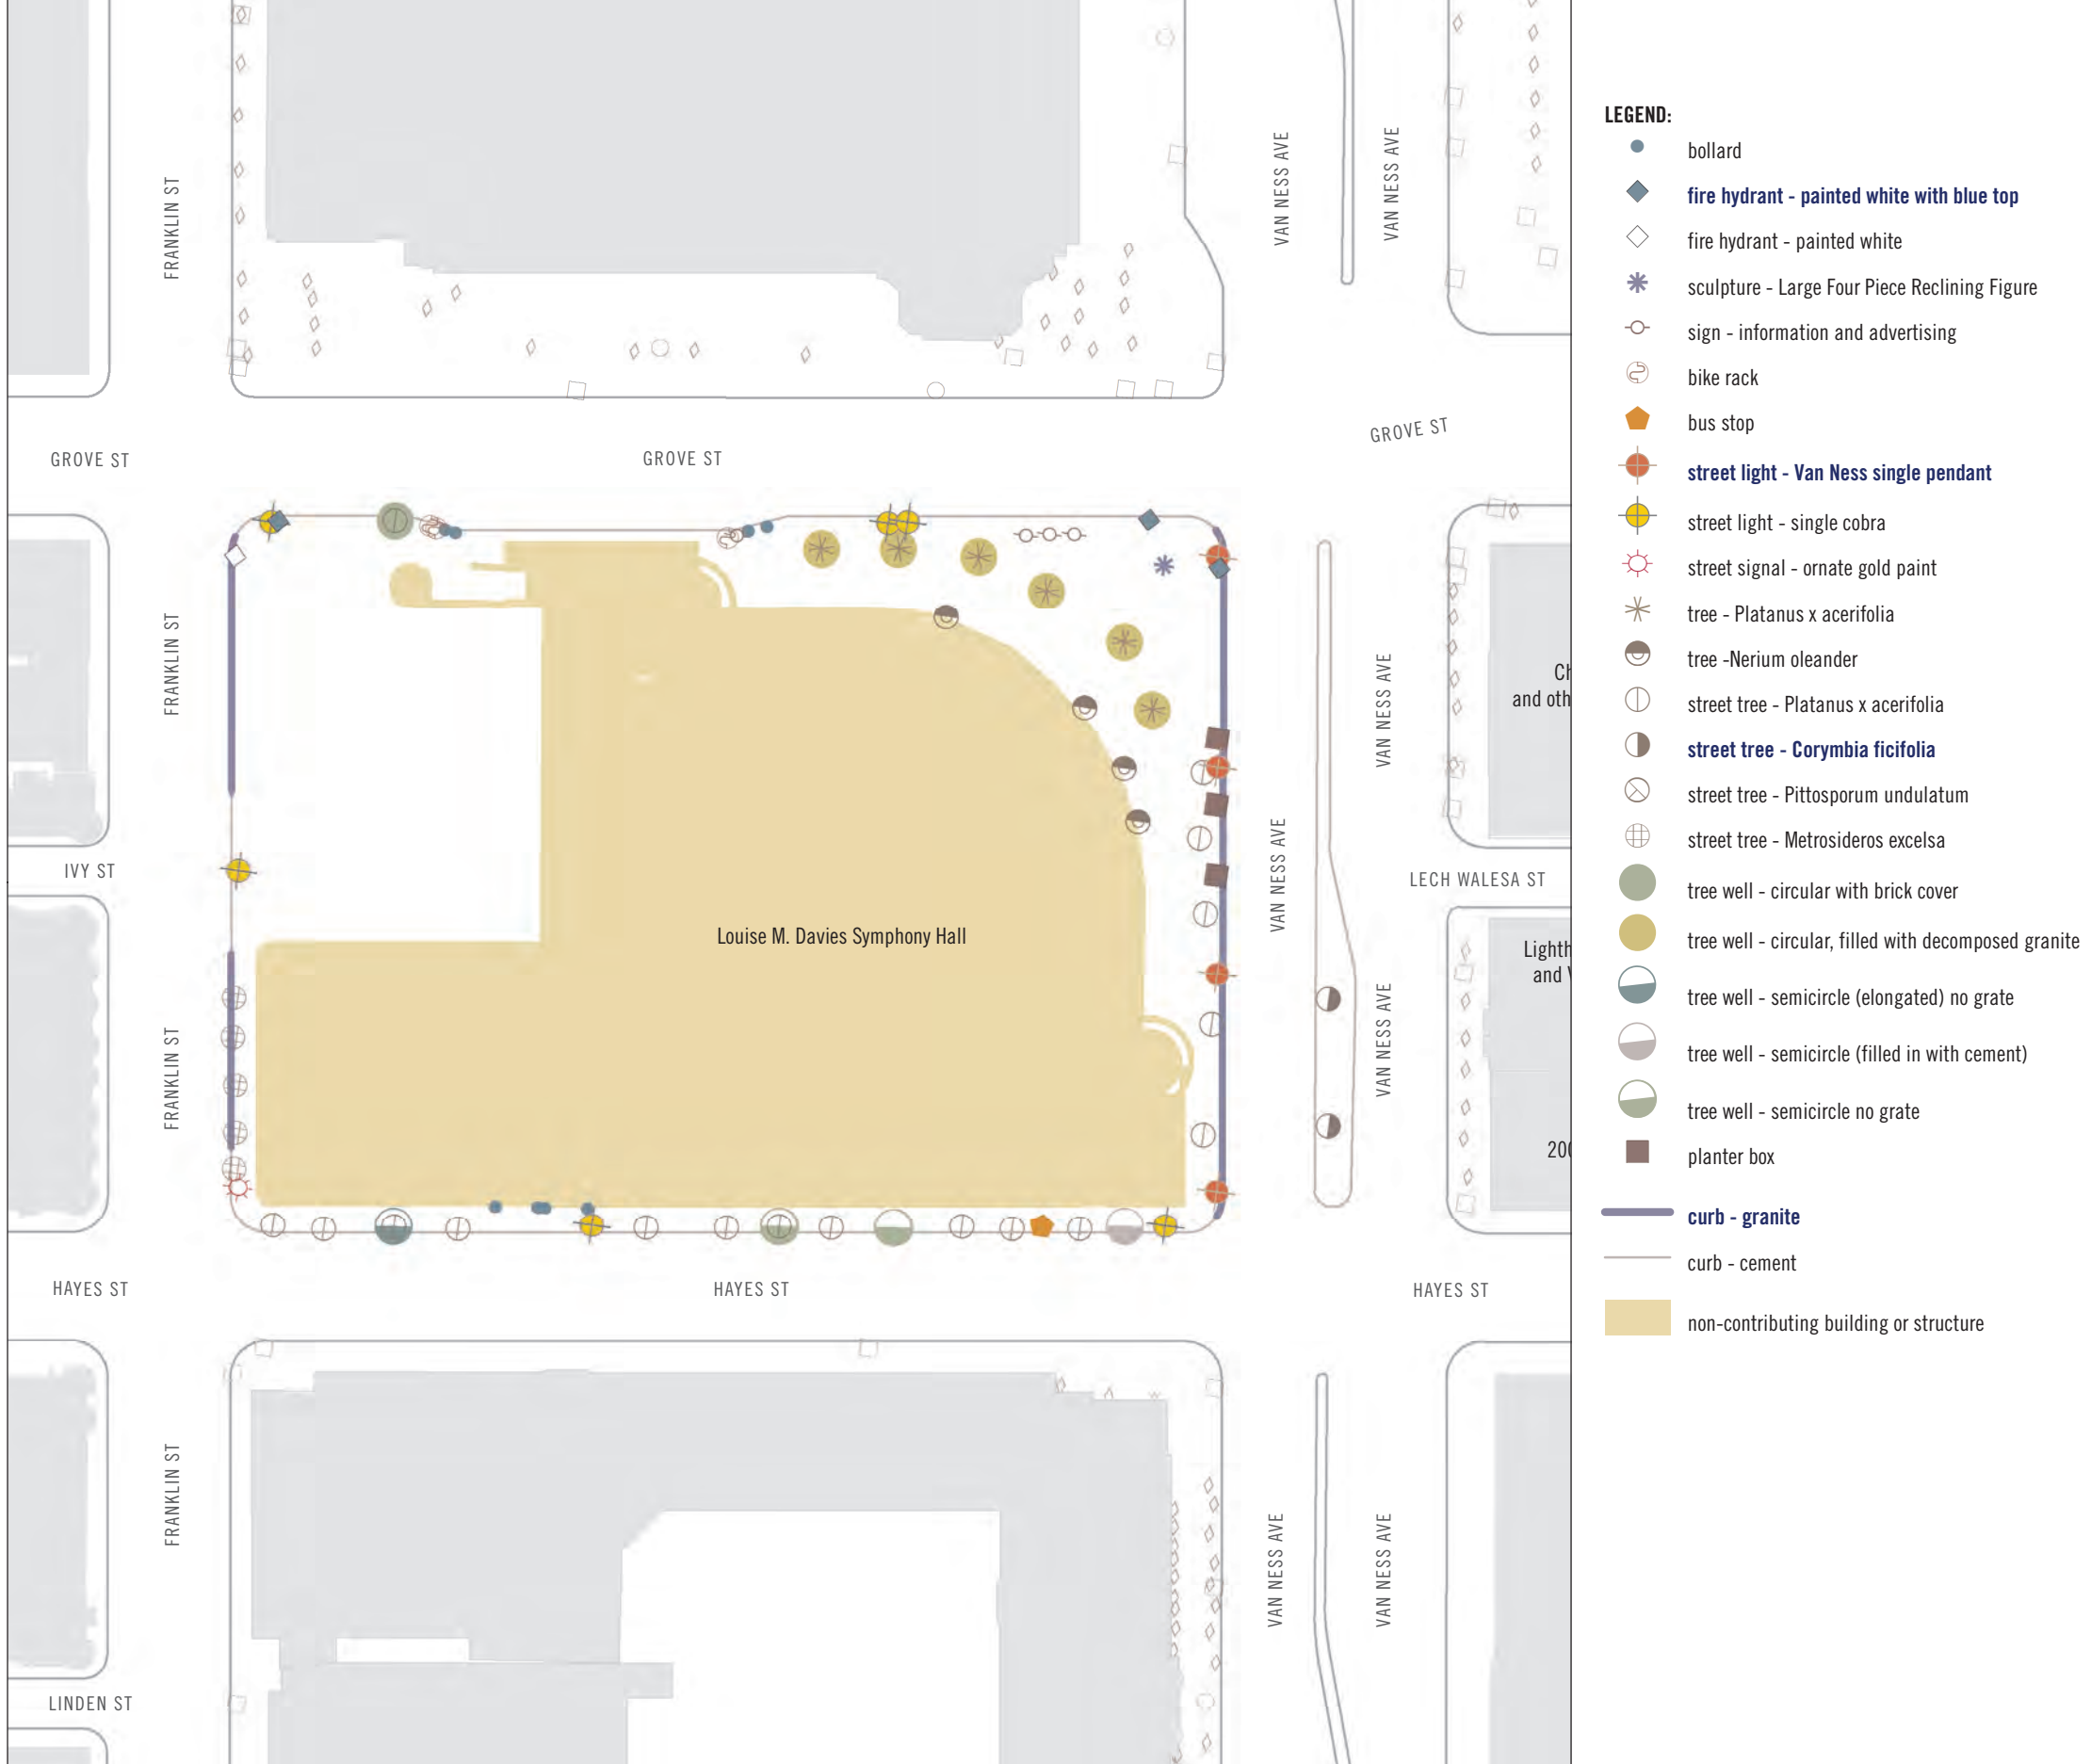 FRANKLIN ST
VAN NESS AVE
VAN NESS AVE
GROVE ST
GROVE ST
GROVE ST
FRANKLIN ST
VAN NESS AVE
IVY ST
VAN NESS AVE
LECH WALESA ST
Louise M. Davies Symphony Hall
and oth
and
FRANKLIN ST
VAN NESS AVE
HAYES ST
HAYES ST
HAYES ST
FRANKLIN ST
VAN NESS AVE
VAN NESS AVE
LINDEN ST
LEGEND:
bollard
fire hydrant - painted white with blue top
fire hydrant - painted white
sculpture - Large Four Piece Reclining Figure
sign - information and advertising
bike rack
bus stop
street light - Van Ness single pendant
street light - single cobra
street signal - ornate gold paint
tree - Platanus x acerifolia
tree -Nerium oleander
street tree - Platanus x acerifolia
street tree - Corymbia ficifolia
street tree - Pittosporum undulatum
street tree - Metrosideros excelsa
tree well - circular with brick cover
tree well - circular, filled with decomposed granite
tree well - semicircle (elongated) no grate
tree well - semicircle (filled in with cement)
tree well - semicircle no grate
planter box
curb - granite
curb - cement
non-contributing building or structure